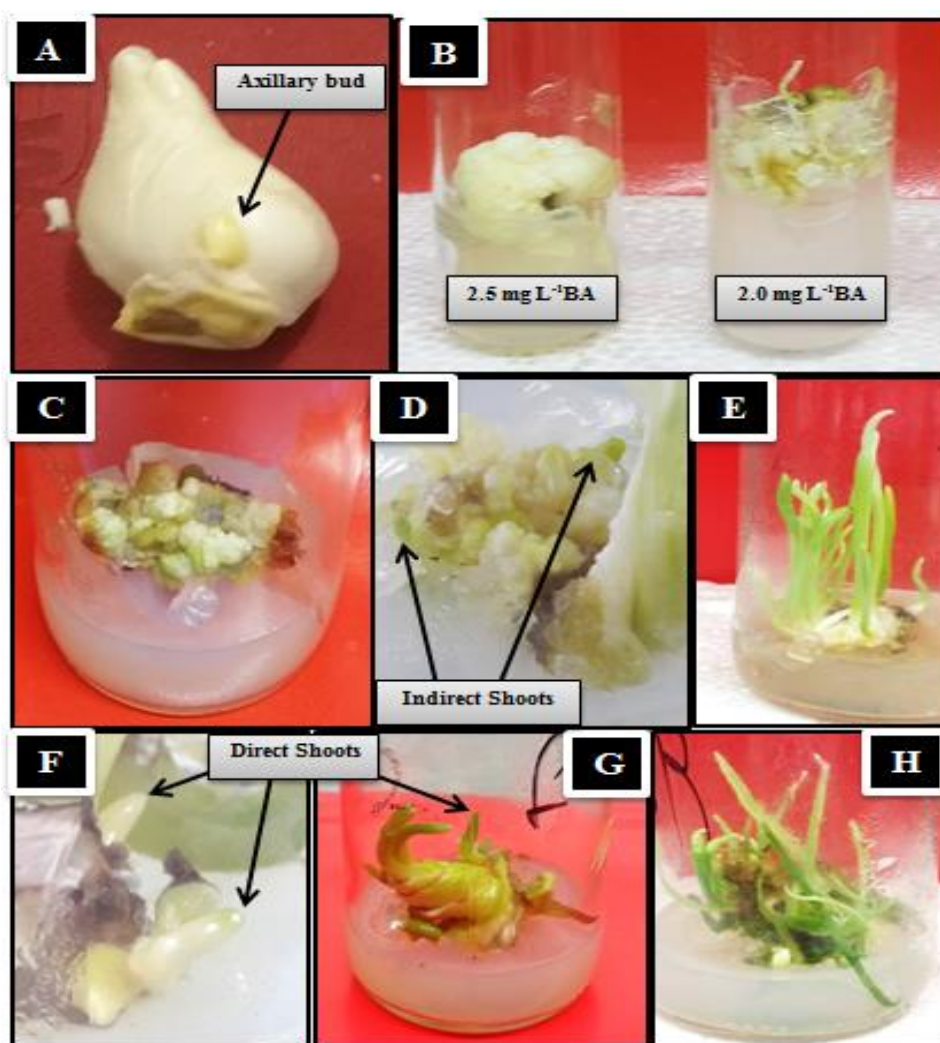 A
Axillary bud
B
2.5 mg L⁻¹BA
2.0 mg L⁻¹BA
C
D
E
Indirect Shoots
F
Direct Shoots
G
H